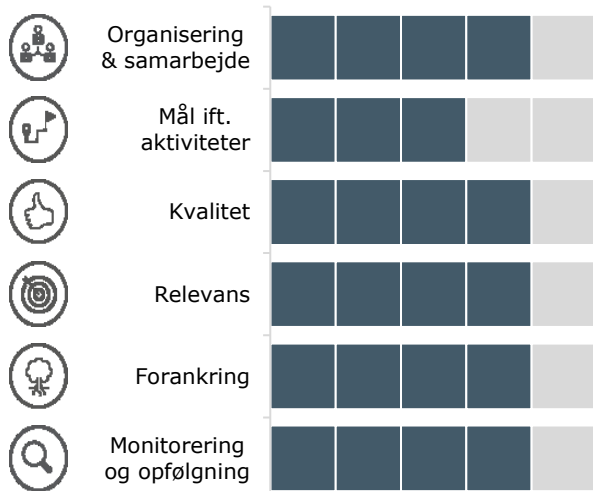 Organisering
& samarbejde
Mål ift.
aktiviteter
Kvalitet
Relevans
Forankring
Monitorering
og opfølgning